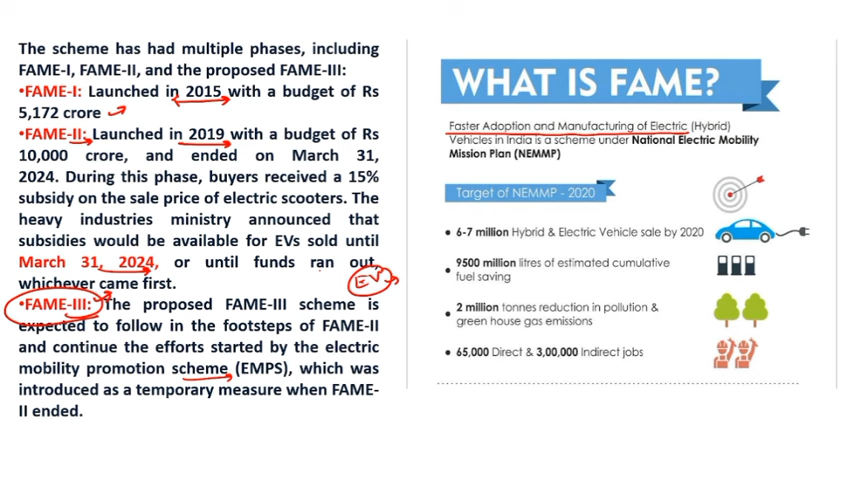 The scheme has had multiple phases, including
FAME-I, FAME-II, and the proposed FAME-III:
•FAME-I: Launched in 2015 with a budget of Rs
5,172 crore
•FAME-II: Launched in 2019 with a budget of Rs
10,000 crore, and ended on March 31,
2024. During this phase, buyers received a 15%
subsidy on the sale price of electric scooters. The
heavy industries ministry announced that
subsidies would be available for EVs sold until
March 31, 2024, or until funds ran out,
whichever came first.
EV
•FAME-III: The proposed FAME-III scheme is
expected to follow in the footsteps of FAME-II
and continue the efforts started by the electric
mobility promotion scheme (EMPS), which was
introduced as a temporary measure when FAME-
II ended.
WHAT IS FAME?
Faster Adoption and Manufacturing of Electric (Hybrid)
Vehicles in India is a scheme under National Electric Mobility
Mission Plan (NEMMP)
Target of NEMMP - 2020
• 6-7 million Hybrid & Electric Vehicle sale by 2020
• 9500 million litres of estimated cumulative
fuel saving
• 2 million tonnes reduction in pollution &
green house gas emissions
• 65,000 Direct & 3,00,000 Indirect jobs